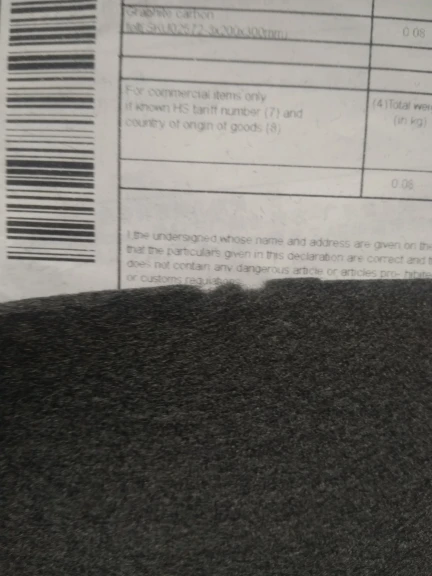 Graphite carbon
0.08
For commercial items only
if known HS tariff number (7) and
country of origin of goods (8)
(4)Total
(in kg)
0.08
I,the undersigned,whose name and address are given on the
that the particulars given in this declaration are correct and
does not contain any dangerous article or articles pro-
or customs